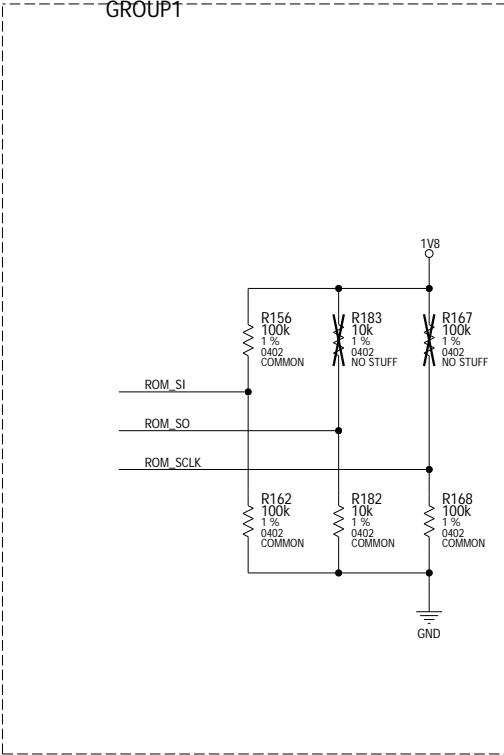 GROUP1
1V8
R156
100k
1 %
0402
COMMON
R183
10k
1 %
0402
NO STUFF
R167
100k
1 %
0402
NO STUFF
ROM_SI
ROM_SO
ROM_SCLK
R162
100k
1 %
0402
COMMON
R182
10k
1 %
0402
COMMON
R168
100k
1 %
0402
COMMON
GND